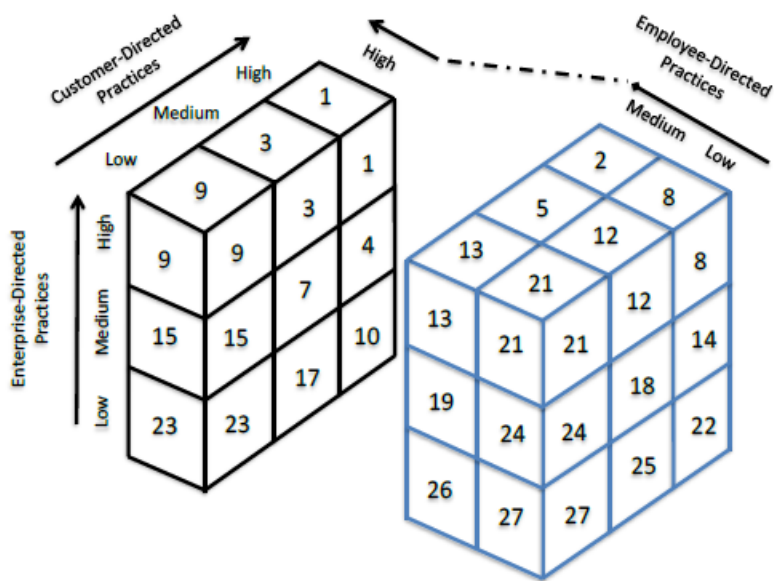 Customer-Directed
Practices
High
Medium
Low
High
Employee-Directed
Practices
Medium
Low
Enterprise-Directed
Practices
High
Medium
Low
1
3
9
1
3
9
9
4
7
15
15
10
17
23
23
2
8
5
12
13
21
8
12
13
21
21
14
18
19
24
24
22
25
26
27
27